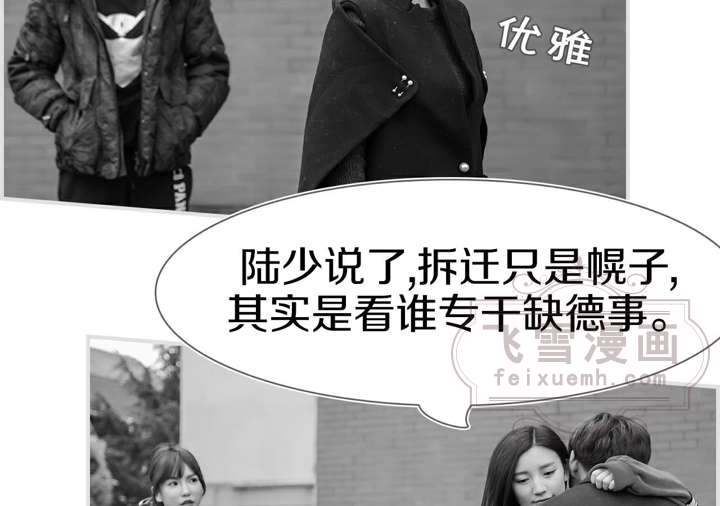 优雅
陆少说了,拆迁只是幌子,
其实是看谁专干缺德事。
飞雪漫画
feixuemh.com